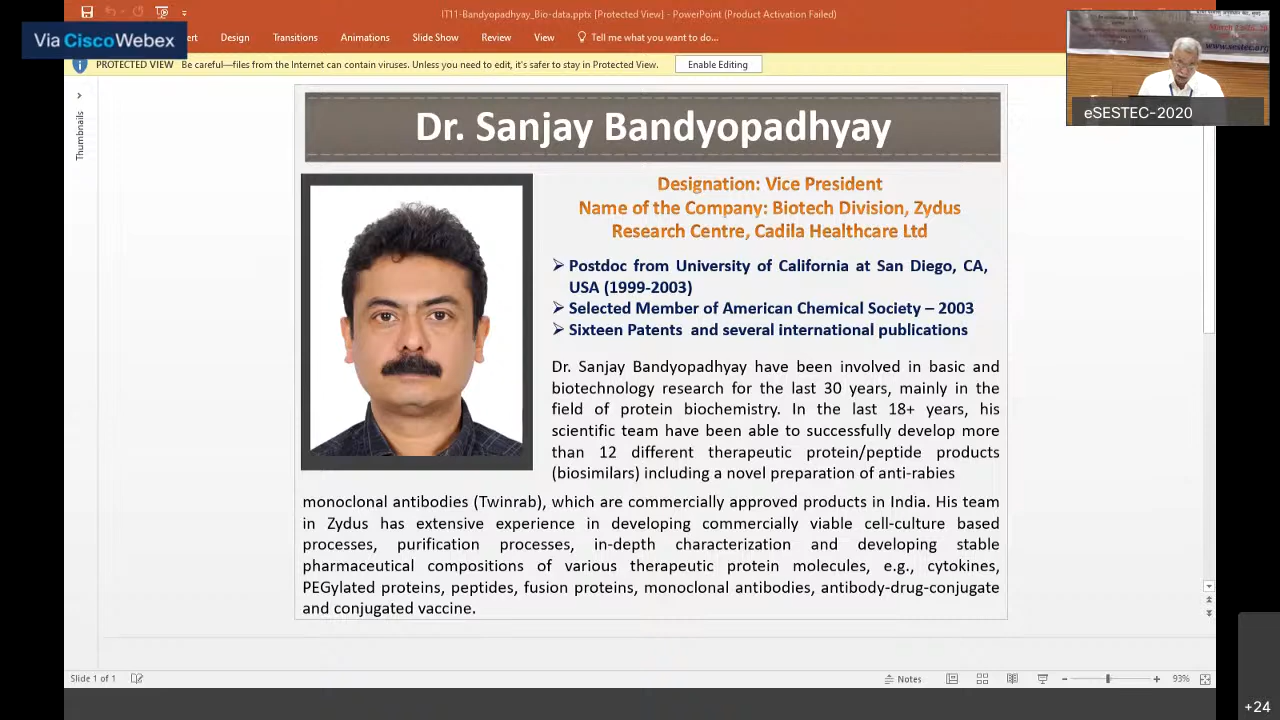 IT11-Bandyopadhyay_Bio-data.pptx [Protected View] - PowerPoint (Product Activation Failed)
Via CiscoWebex
ert Design Transitions Animations Slide Show Review View Tell me what you want to do...
PROTECTED VIEW Be careful—files from the Internet can contain viruses. Unless you need to edit, it's safer to stay in Protected View. Enable Editing
www.sestec.org
eSESTEC-2020
Thumbnails
Dr. Sanjay Bandyopadhyay
Designation: Vice President
Name of the Company: Biotech Division, Zydus
Research Centre, Cadila Healthcare Ltd
➢ Postdoc from University of California at San Diego, CA,
USA (1999-2003)
➢ Selected Member of American Chemical Society – 2003
➢ Sixteen Patents and several international publications
Dr. Sanjay Bandyopadhyay have been involved in basic and
biotechnology research for the last 30 years, mainly in the
field of protein biochemistry. In the last 18+ years, his
scientific team have been able to successfully develop more
than 12 different therapeutic protein/peptide products
(biosimilars) including a novel preparation of anti-rabies
monoclonal antibodies (Twinrab), which are commercially approved products in India. His team
in Zydus has extensive experience in developing commercially viable cell-culture based
processes, purification processes, in-depth characterization and developing stable
pharmaceutical compositions of various therapeutic protein molecules, e.g., cytokines,
PEGylated proteins, peptides, fusion proteins, monoclonal antibodies, antibody-drug-conjugate
and conjugated vaccine.
Slide 1 of 1 Notes 93%
+24